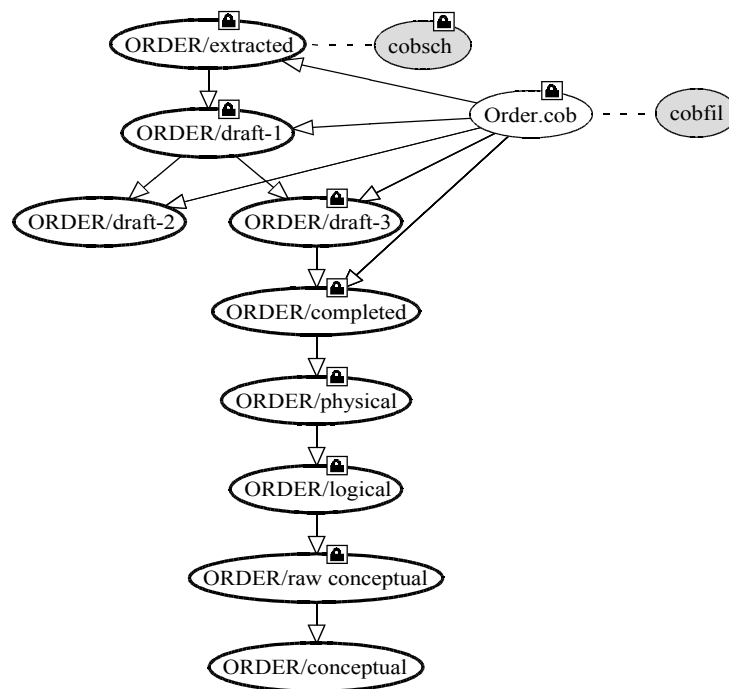 ORDER/extracted
cobsch
Order.cob
cobfil
ORDER/draft-1
ORDER/draft-2
ORDER/draft-3
ORDER/completed
ORDER/physical
ORDER/logical
ORDER/raw conceptual
ORDER/conceptual